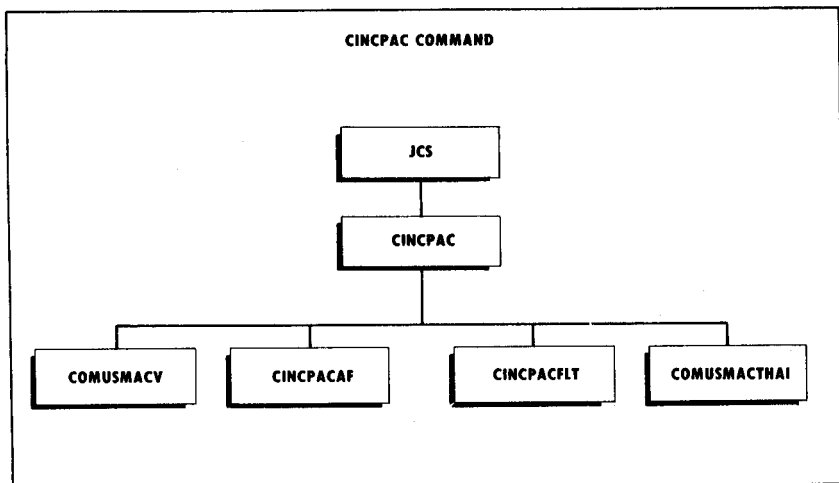 CINCPAC COMMAND
JCS
CINCPAC
COMUSMACV
CINCPACAF
CINCPACFLT
COMUSMACTHAI